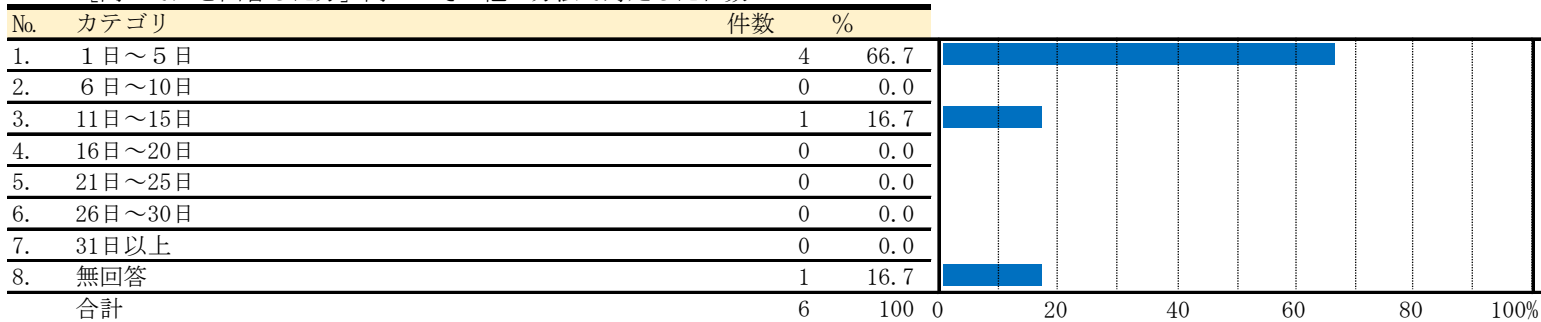 № カテゴリ 件数 %
1. １日～５日 4 66.7
2. ６日～10日 0 0.0
3. 11日～15日 1 16.7
4. 16日～20日 0 0.0
5. 21日～25日 0 0.0
6. 26日～30日 0 0.0
7. 31日以上 0 0.0
8. 無回答 1 16.7
合計 6 100 0 20 40 60 80 100%